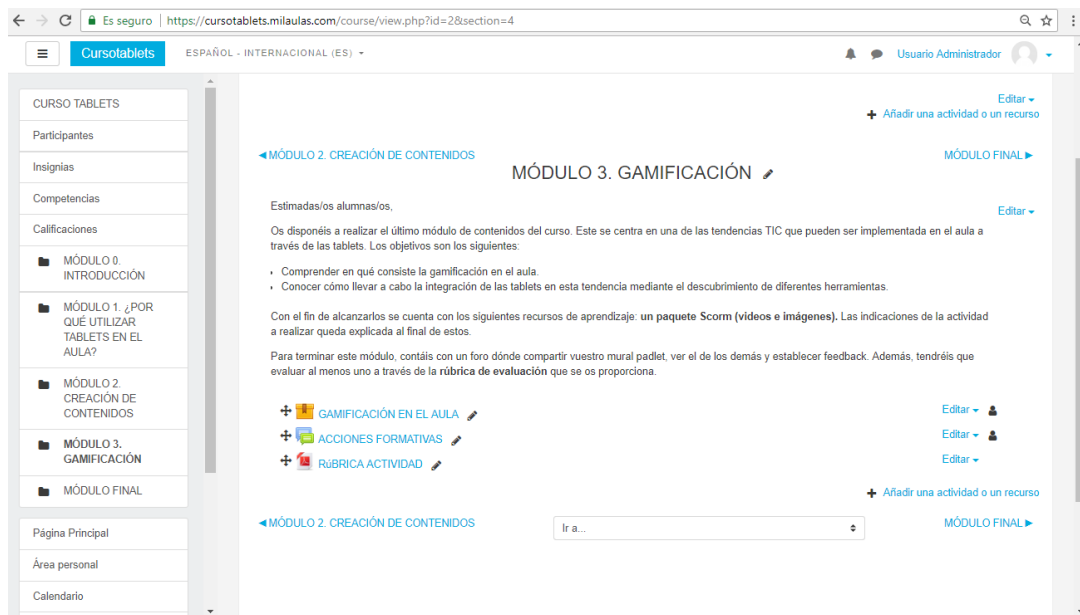 Es seguro | https://cursotablets.milaulas.com/course/view.php?id=2&section=4
Cursotablets
ESPAÑOL - INTERNACIONAL (ES)
Usuario Administrador
CURSO TABLETS
Participantes
Insignias
Competencias
Calificaciones
MÓDULO 0.
INTRODUCCIÓN
MÓDULO 1. ¿POR
QUÉ UTILIZAR
TABLETS EN EL
AULA?
MÓDULO 2.
CREACIÓN DE
CONTENIDOS
MÓDULO 3.
GAMIFICACIÓN
MÓDULO FINAL
Página Principal
Área personal
Calendario
Editar
Añadir una actividad o un recurso
MÓDULO 2. CREACIÓN DE CONTENIDOS
MÓDULO FINAL
MÓDULO 3. GAMIFICACIÓN
Estimadas/os alumnas/os,
Editar
Os disponéis a realizar el último módulo de contenidos del curso. Este se centra en una de las tendencias TIC que pueden ser implementada en el aula a
través de las tablets. Los objetivos son los siguientes:
Comprender en qué consiste la gamificación en el aula.
Conocer cómo llevar a cabo la integración de las tablets en esta tendencia mediante el descubrimiento de diferentes herramientas.
Con el fin de alcanzarlos se cuenta con los siguientes recursos de aprendizaje: un paquete Scorm (videos e imágenes). Las indicaciones de la actividad
a realizar queda explicada al final de estos.
Para terminar este módulo, contáis con un foro dónde compartir vuestro mural padlet, ver el de los demás y establecer feedback. Además, tendréis que
evaluar al menos uno a través de la rúbrica de evaluación que se os proporciona.
GAMIFICACIÓN EN EL AULA
Editar
ACCIONES FORMATIVAS
Editar
RúBRICA ACTIVIDAD
Editar
Añadir una actividad o un recurso
MÓDULO 2. CREACIÓN DE CONTENIDOS
Ir a...
MÓDULO FINAL